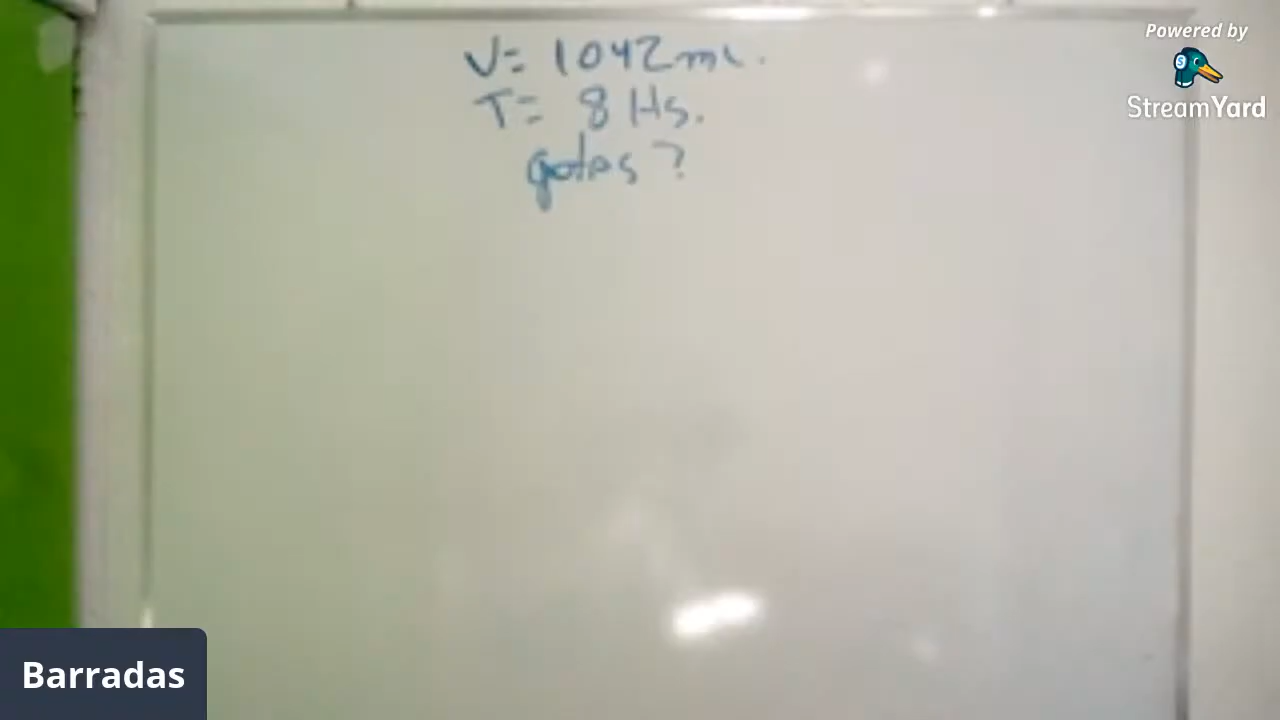 V= 1042 mL.
T= 8 Hs.
gotas ?
Powered by
StreamYard
Barradas